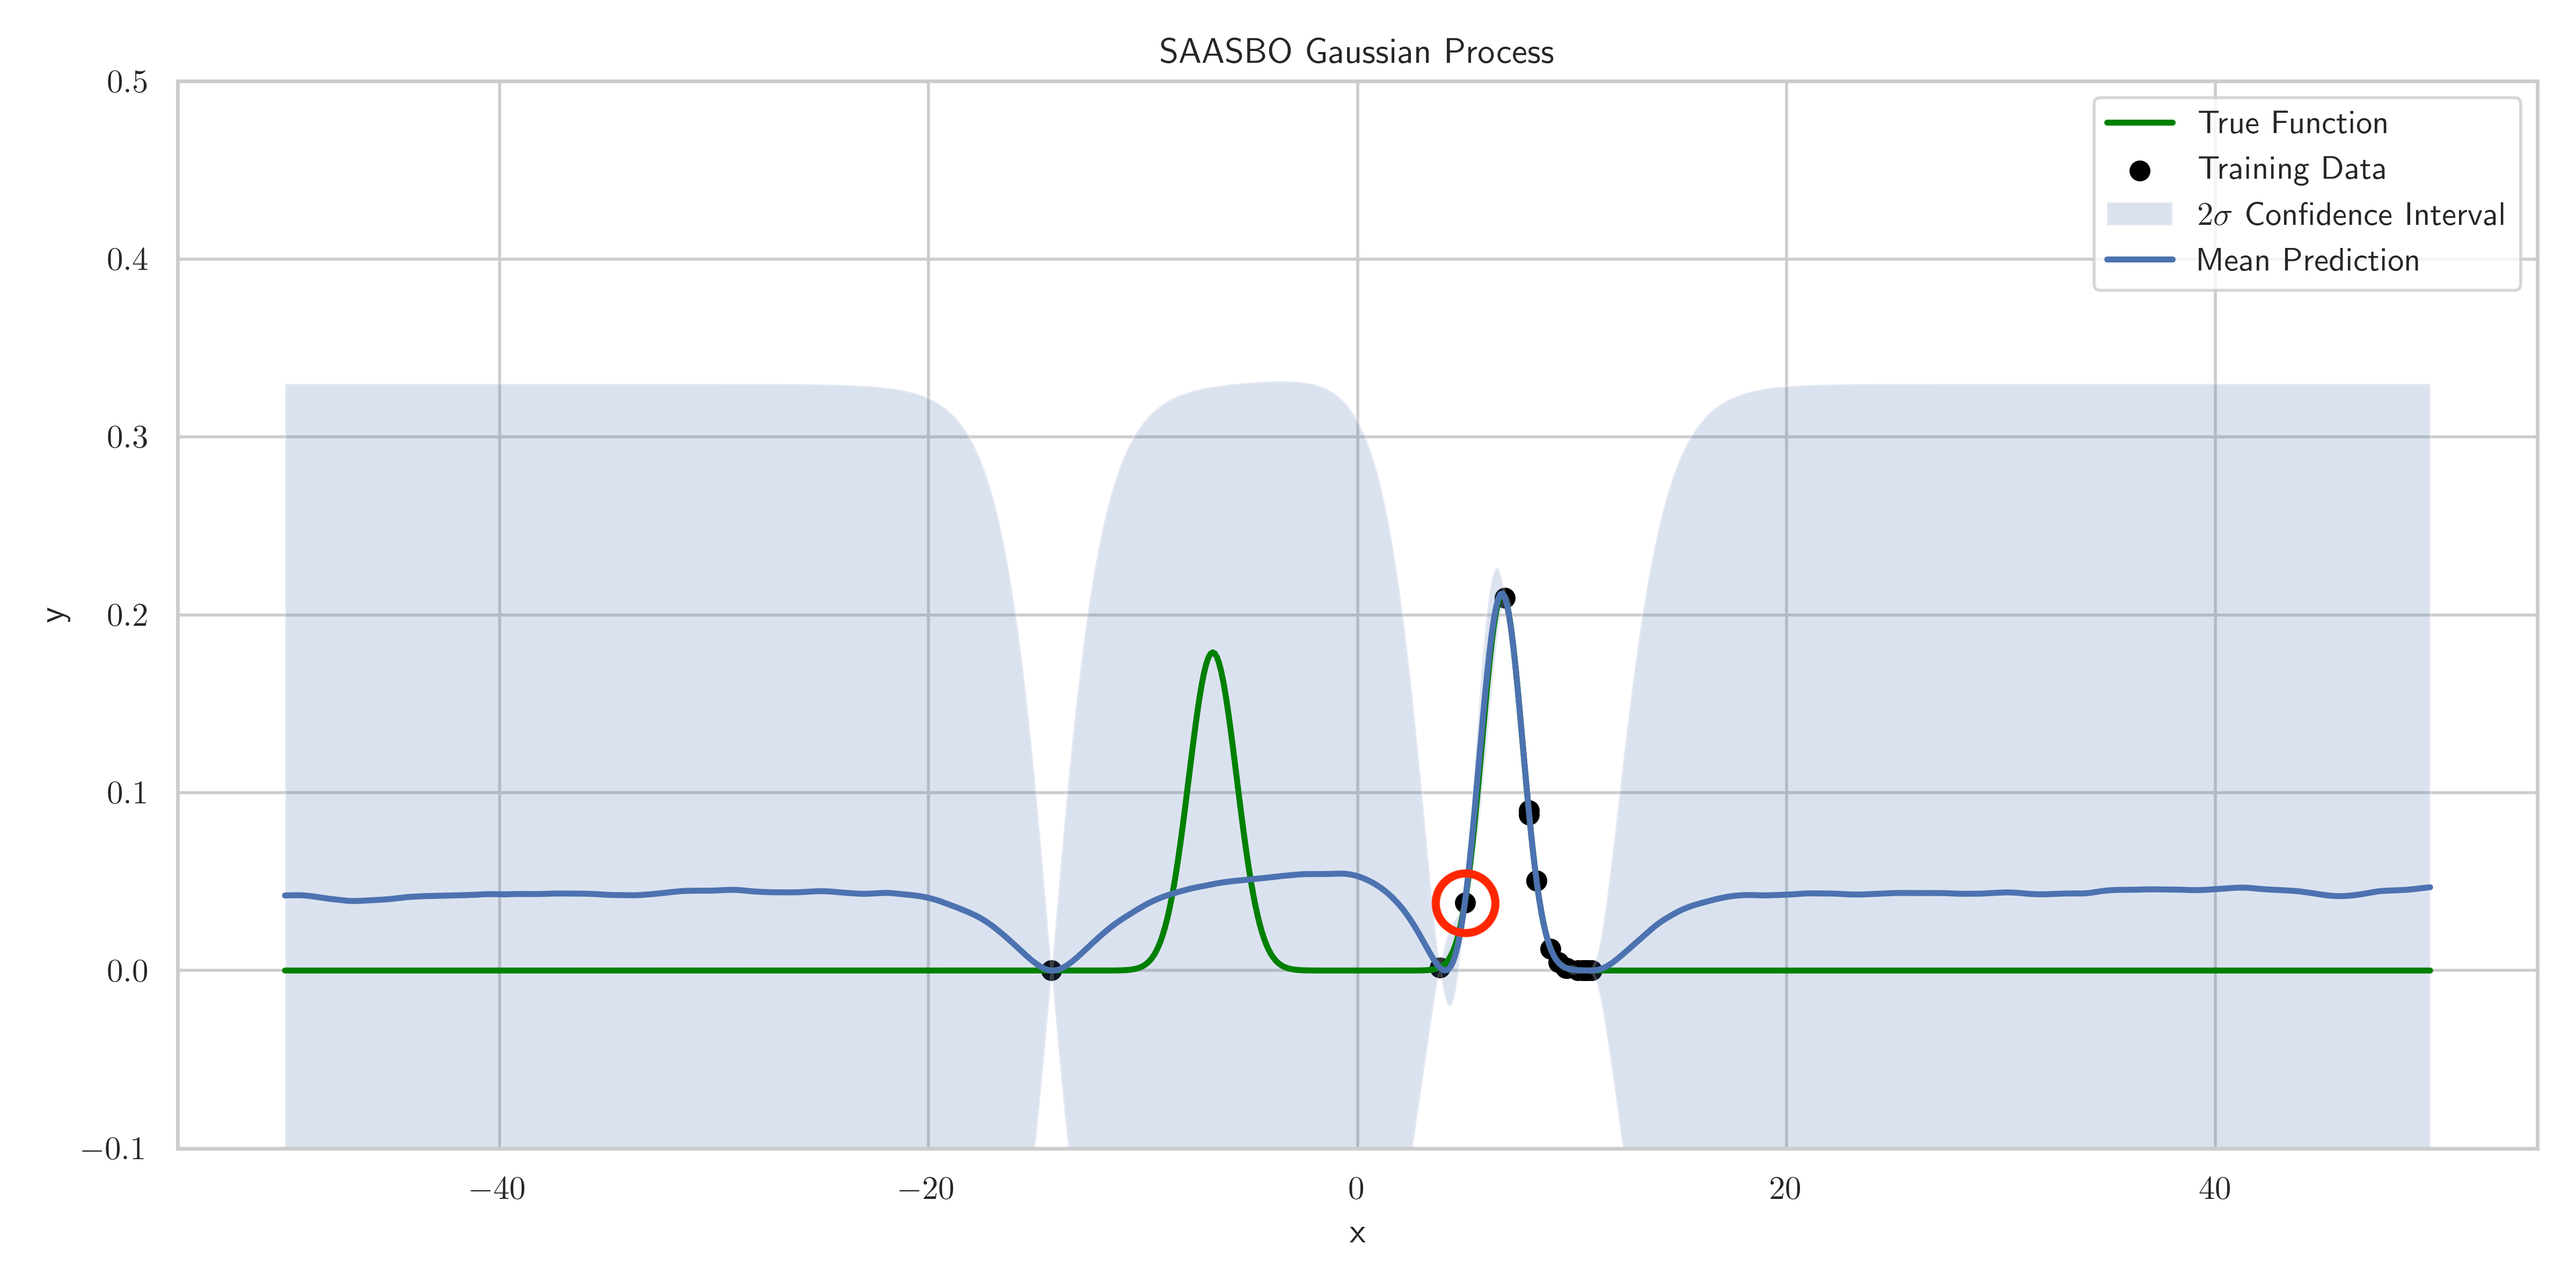 SAASBO Gaussian Process
0.5
0.4
0.3
0.2
0.1
0.0
−0.1
y
−40
−20
0
20
40
x
True Function
Training Data
2σ Confidence Interval
Mean Prediction